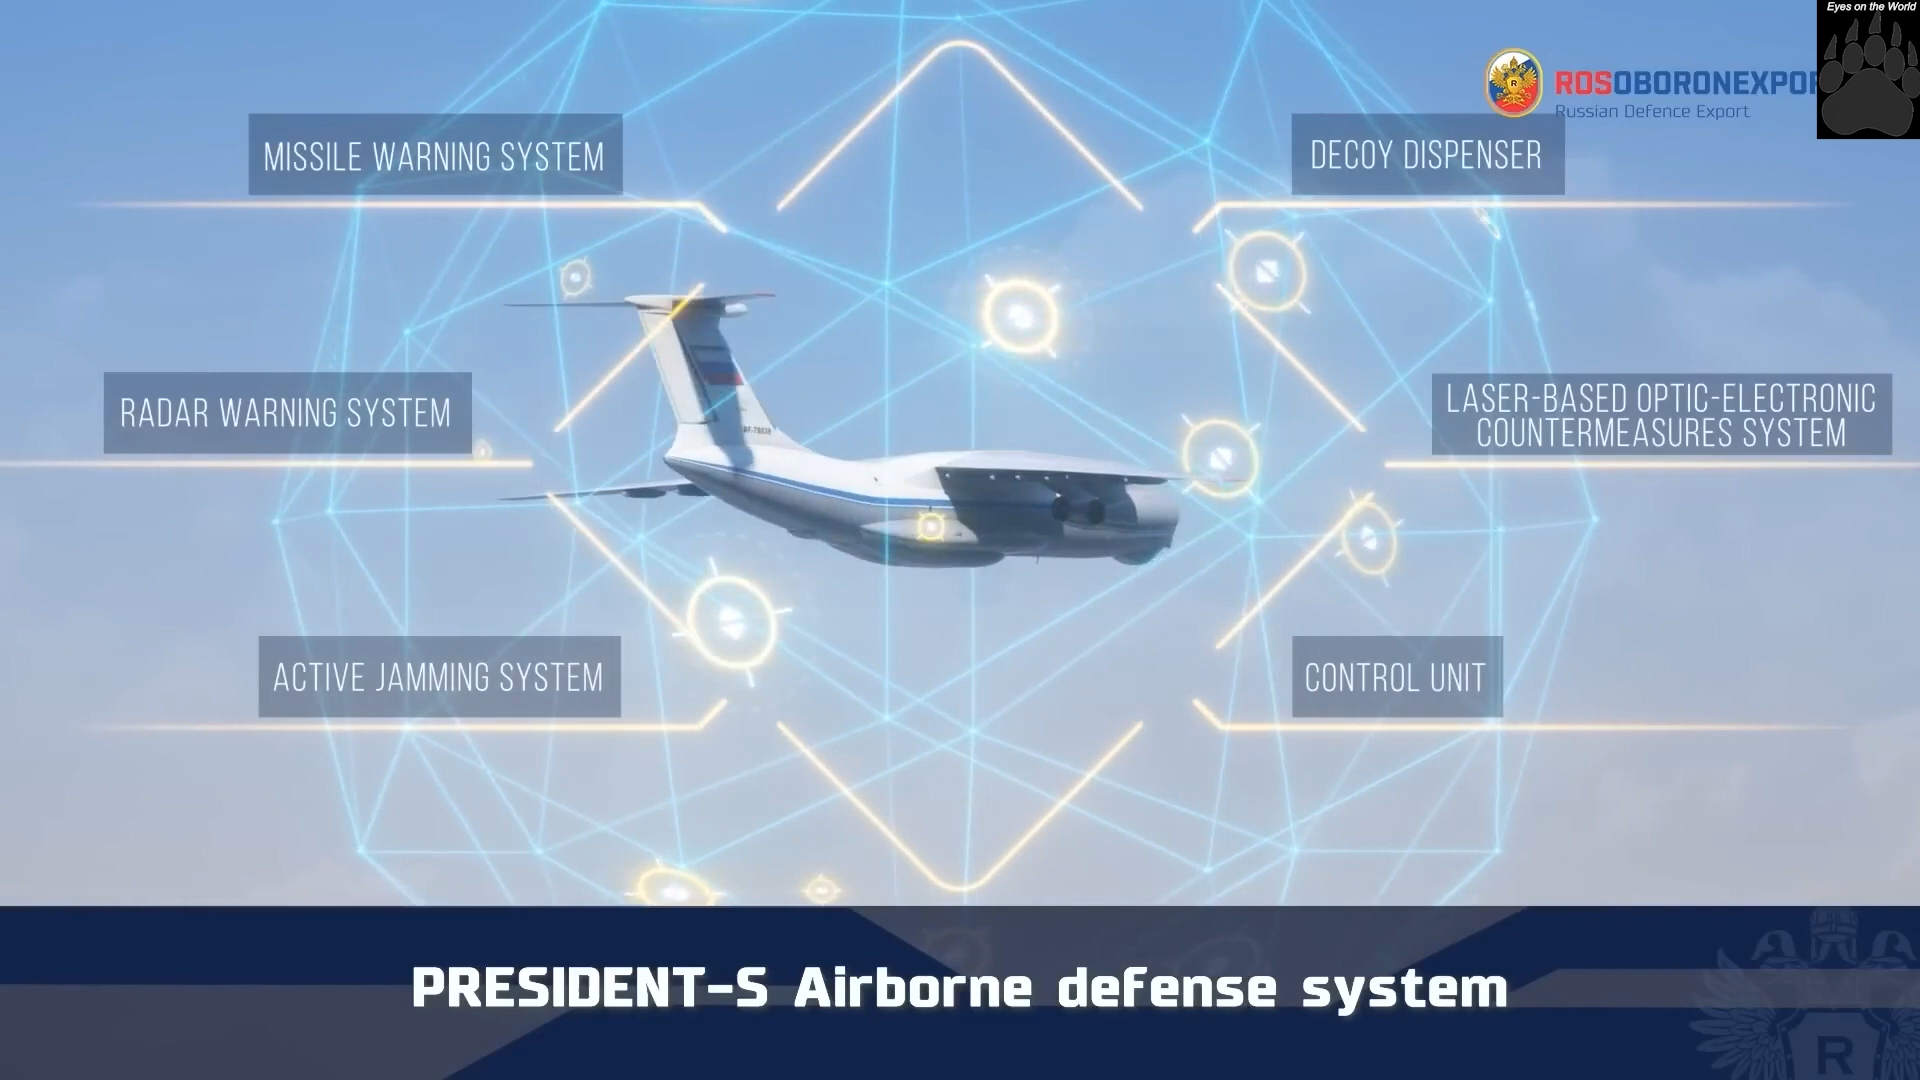 Eyes on the World
ROSOBORONEXPOR
Russian Defence Export
MISSILE WARNING SYSTEM
DECOY DISPENSER
RADAR WARNING SYSTEM
LASER-BASED OPTIC-ELECTRONIC
COUNTERMEASURES SYSTEM
ACTIVE JAMMING SYSTEM
CONTROL UNIT
PRESIDENT-S Airborne defense system
R